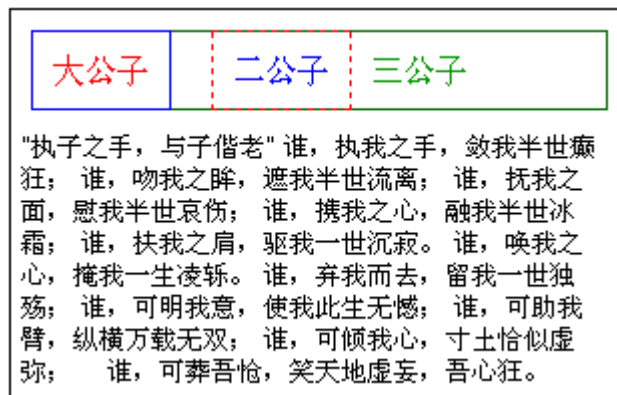 大公子 二公子 三公子
"执子之手，与子偕老" 谁，执我之手，敛我半世癫
狂； 谁，吻我之眸，遮我半世流离； 谁，抚我之
面，慰我半世哀伤； 谁，携我之心，融我半世冰
霜； 谁，扶我之肩，驱我一世沉寂。 谁，唤我之
心，掩我一生凌轹。 谁，弃我而去，留我一世独
殇； 谁，可明我意，使我此生无憾； 谁，可助我
臂，纵横万载无双； 谁，可倾我心，寸土恰似虚
弥； 谁，可葬吾怆，笑天地虚妄，吾心狂。